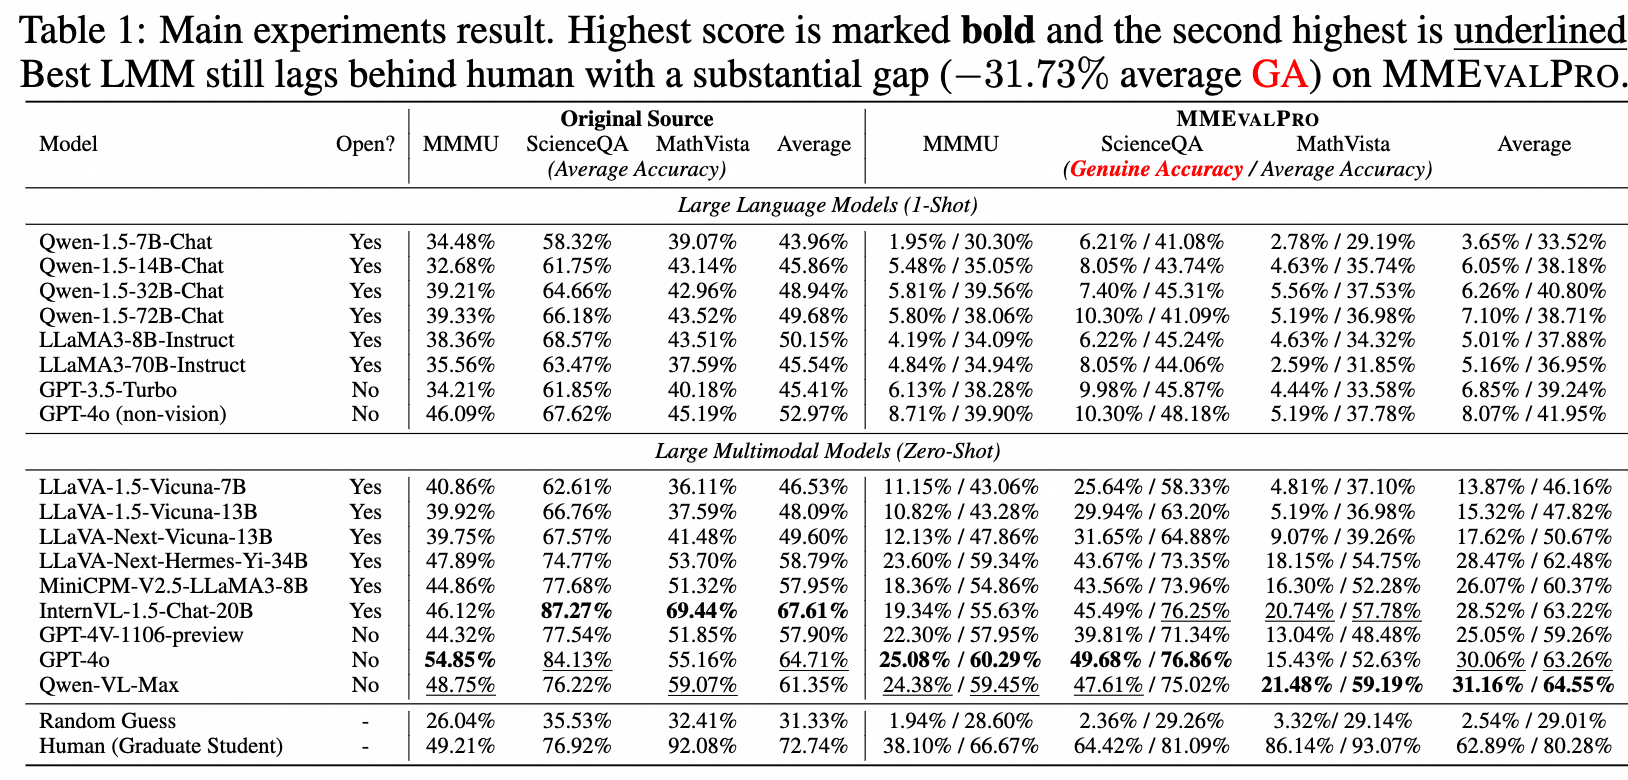 Table 1: Main experiments result. Highest score is marked bold and the second highest is underlined
Best LMM still lags behind human with a substantial gap (−31.73% average GA) on MMEVALPRO.
Original Source MMEVALPRO
Model Open? MMMU ScienceQA MathVista Average MMMU ScienceQA MathVista Average
(Average Accuracy) (Genuine Accuracy / Average Accuracy)
Large Language Models (1-Shot)
Qwen-1.5-7B-Chat Yes 34.48% 58.32% 39.07% 43.96% 1.95% / 30.30% 6.21% / 41.08% 2.78% / 29.19% 3.65% / 33.52%
Qwen-1.5-14B-Chat Yes 32.68% 61.75% 43.14% 45.86% 5.48% / 35.05% 8.05% / 43.74% 4.63% / 35.74% 6.05% / 38.18%
Qwen-1.5-32B-Chat Yes 39.21% 64.66% 42.96% 48.94% 5.81% / 39.56% 7.40% / 45.31% 5.56% / 37.53% 6.26% / 40.80%
Qwen-1.5-72B-Chat Yes 39.33% 66.18% 43.52% 49.68% 5.80% / 38.06% 10.30% / 41.09% 5.19% / 36.98% 7.10% / 38.71%
LLaMA3-8B-Instruct Yes 38.36% 68.57% 43.51% 50.15% 4.19% / 34.09% 6.22% / 45.24% 4.63% / 34.32% 5.01% / 37.88%
LLaMA3-70B-Instruct Yes 35.56% 63.47% 37.59% 45.54% 4.84% / 34.94% 8.05% / 44.06% 2.59% / 31.85% 5.16% / 36.95%
GPT-3.5-Turbo No 34.21% 61.85% 40.18% 45.41% 6.13% / 38.28% 9.98% / 45.87% 4.44% / 33.58% 6.85% / 39.24%
GPT-4o (non-vision) No 46.09% 67.62% 45.19% 52.97% 8.71% / 39.90% 10.30% / 48.18% 5.19% / 37.78% 8.07% / 41.95%
Large Multimodal Models (Zero-Shot)
LLaVA-1.5-Vicuna-7B Yes 40.86% 62.61% 36.11% 46.53% 11.15% / 43.06% 25.64% / 58.33% 4.81% / 37.10% 13.87% / 46.16%
LLaVA-1.5-Vicuna-13B Yes 39.92% 66.76% 37.59% 48.09% 10.82% / 43.28% 29.94% / 63.20% 5.19% / 36.98% 15.32% / 47.82%
LLaVA-Next-Vicuna-13B Yes 39.75% 67.57% 41.48% 49.60% 12.13% / 47.86% 31.65% / 64.88% 9.07% / 39.26% 17.62% / 50.67%
LLaVA-Next-Hermes-Yi-34B Yes 47.89% 74.77% 53.70% 58.79% 23.60% / 59.34% 43.67% / 73.35% 18.15% / 54.75% 28.47% / 62.48%
MiniCPM-V2.5-LLaMA3-8B Yes 44.86% 77.68% 51.32% 57.95% 18.36% / 54.86% 43.56% / 73.96% 16.30% / 52.28% 26.07% / 60.37%
InternVL-1.5-Chat-20B Yes 46.12% 87.27% 69.44% 67.61% 19.34% / 55.63% 45.49% / 76.25% 20.74% / 57.78% 28.52% / 63.22%
GPT-4V-1106-preview No 44.32% 77.54% 51.85% 57.90% 22.30% / 57.95% 39.81% / 71.34% 13.04% / 48.48% 25.05% / 59.26%
GPT-4o No 54.85% 84.13% 55.16% 64.71% 25.08% / 60.29% 49.68% / 76.86% 15.43% / 52.63% 30.06% / 63.26%
Qwen-VL-Max No 48.75% 76.22% 59.07% 61.35% 24.38% / 59.45% 47.61% / 75.02% 21.48% / 59.19% 31.16% / 64.55%
Random Guess - 26.04% 35.53% 32.41% 31.33% 1.94% / 28.60% 2.36% / 29.26% 3.32%/ 29.14% 2.54% / 29.01%
Human (Graduate Student) - 49.21% 76.92% 92.08% 72.74% 38.10% / 66.67% 64.42% / 81.09% 86.14% / 93.07% 62.89% / 80.28%